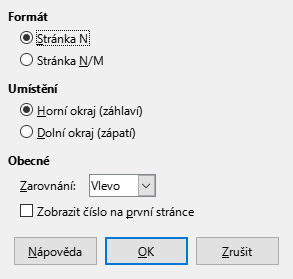 Formát
Stránka N
Stránka N/M
Umístění
Horní okraj (záhlaví)
Dolní okraj (zápatí)
Obecné
Zarovnání: Vlevo
Zobrazit číslo na první stránce
Nápověda OK Zrušit